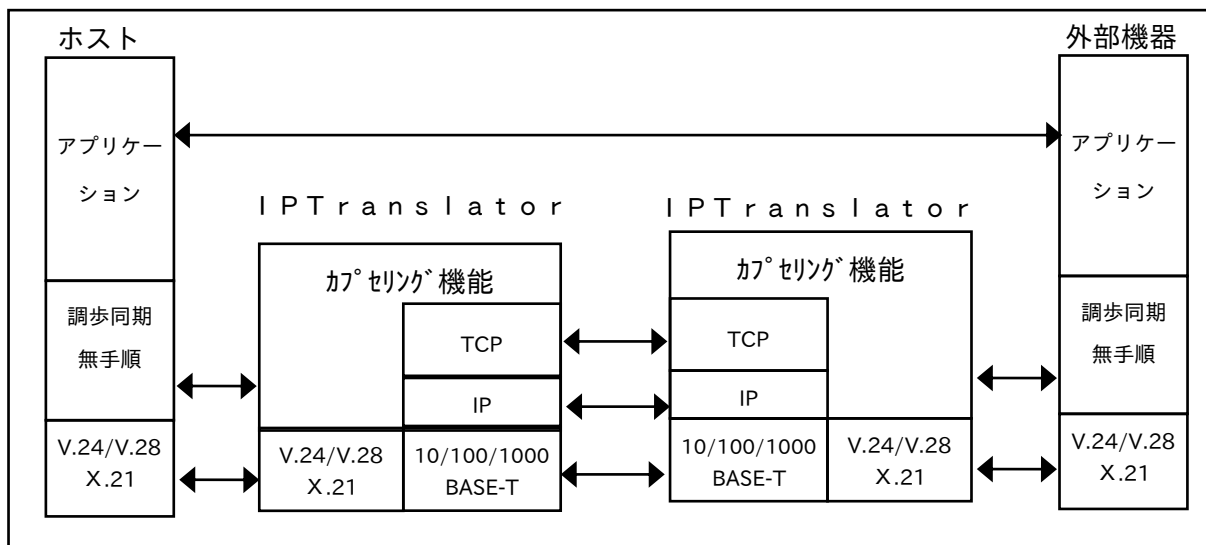 ホスト
アプリケー
ション
調歩同期
無手順
V.24/V.28
X.21
ＩＰＴｒａｎｓｌａｔｏｒ
ｶﾌﾟｾﾘﾝｸﾞ機能
TCP
IP
V.24/V.28
X.21
10/100/1000
BASE-T
ＩＰＴｒａｎｓｌａｔｏｒ
ｶﾌﾟｾﾘﾝｸﾞ機能
TCP
IP
10/100/1000
BASE-T
V.24/V.28
X.21
外部機器
アプリケー
ション
調歩同期
無手順
V.24/V.28
X.21